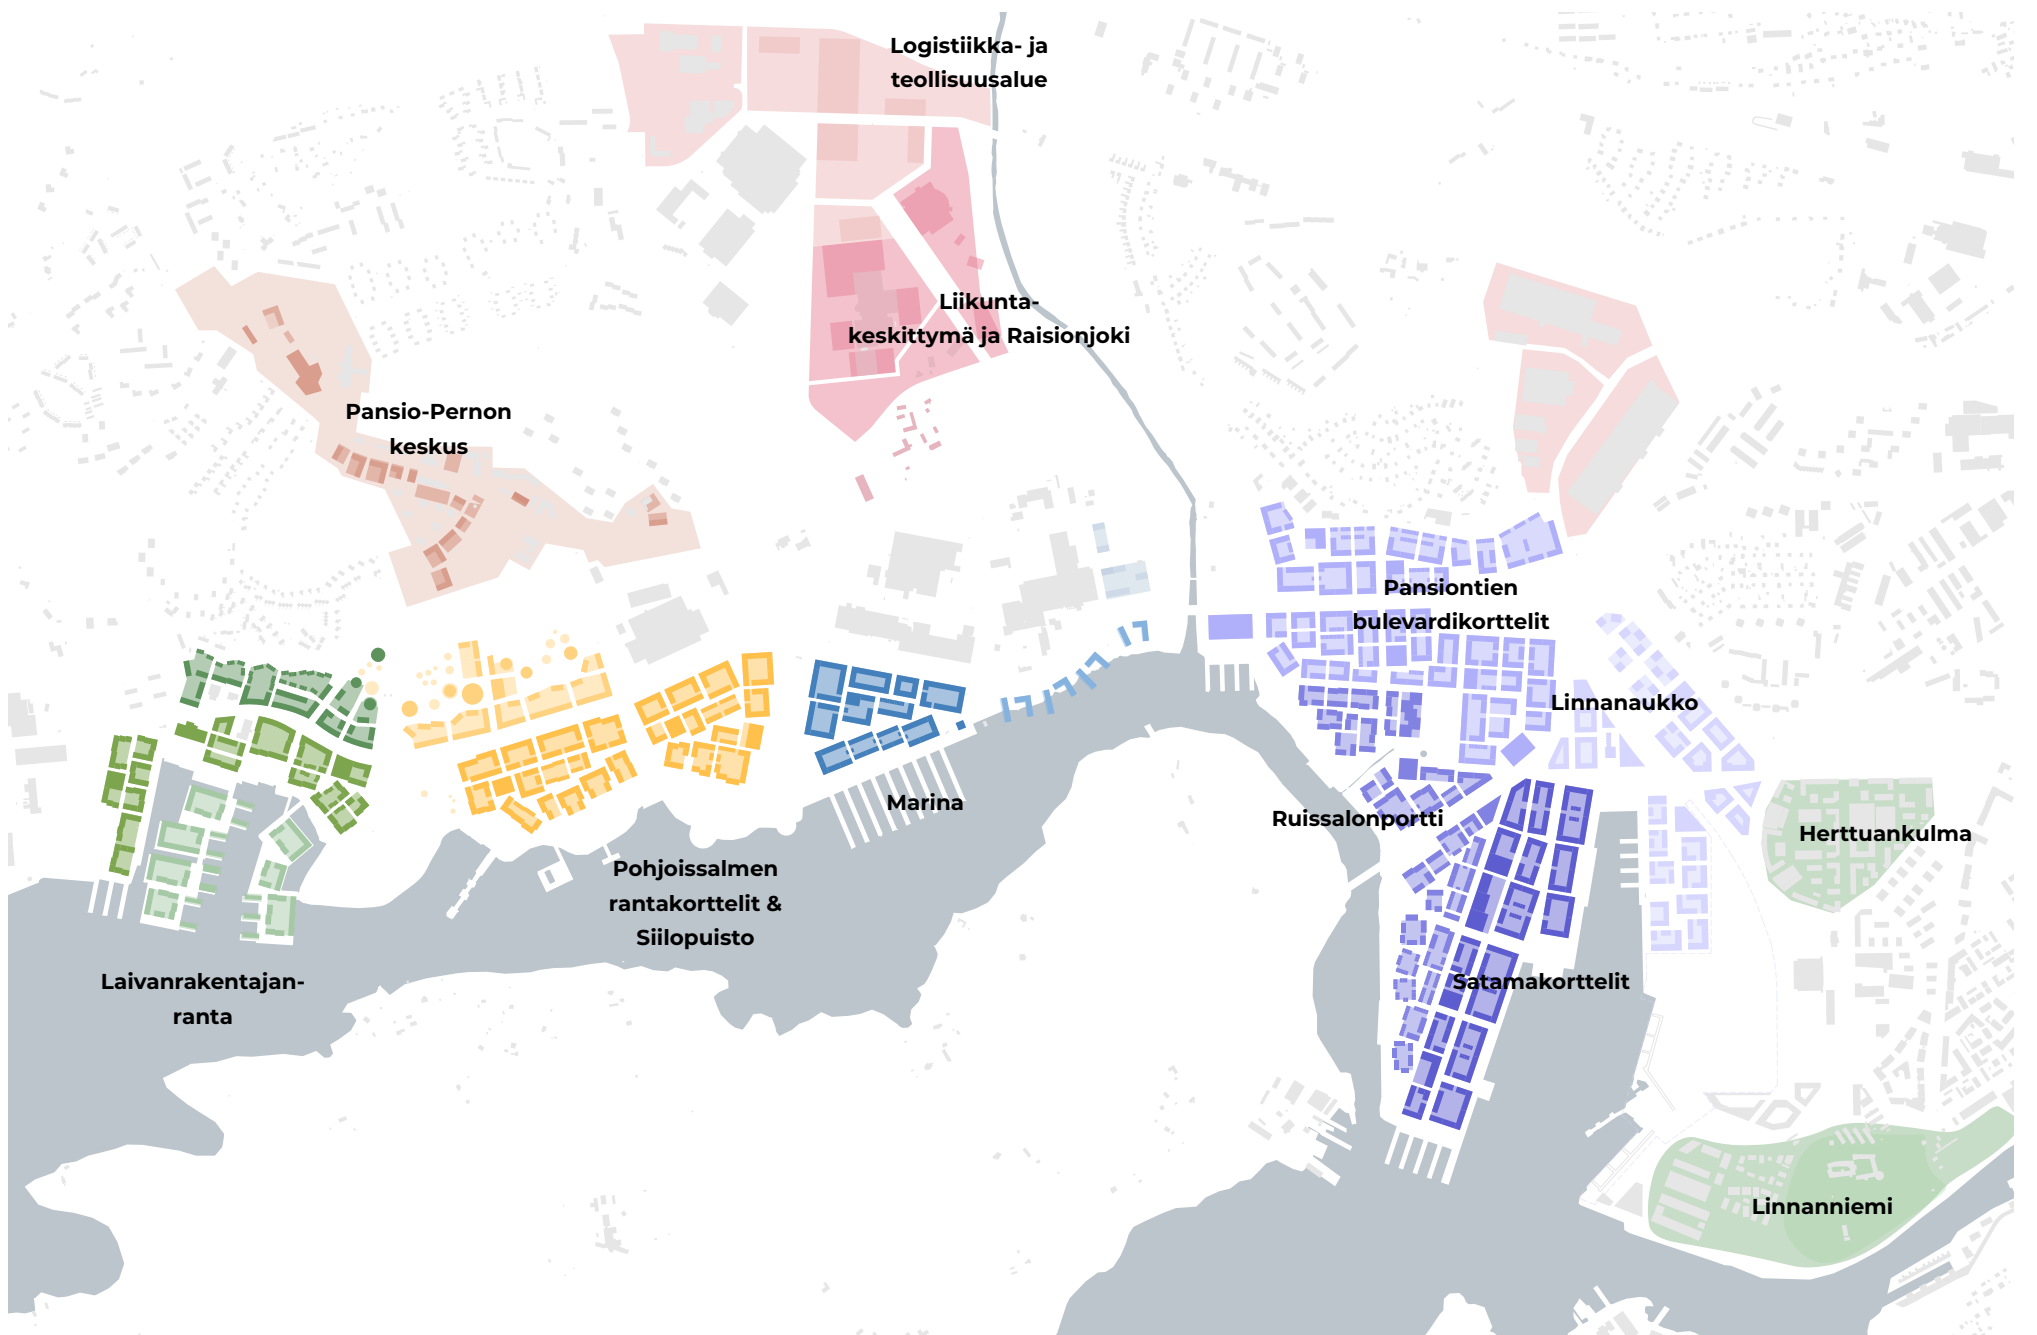 Logistiikka- ja
teollisuusalue
Liikunta-
keskittymä ja Raisionjoki
Pansio-Pernon
keskus
Pansiontien
bulevardikorttelit
Linnanaukko
Marina
Ruissalonportti
Herttuankulma
Pohjoissalmen
rantakorttelit &
Siilopuisto
Laivanrakentajan-
ranta
Satamakorttelit
Linnanniemi